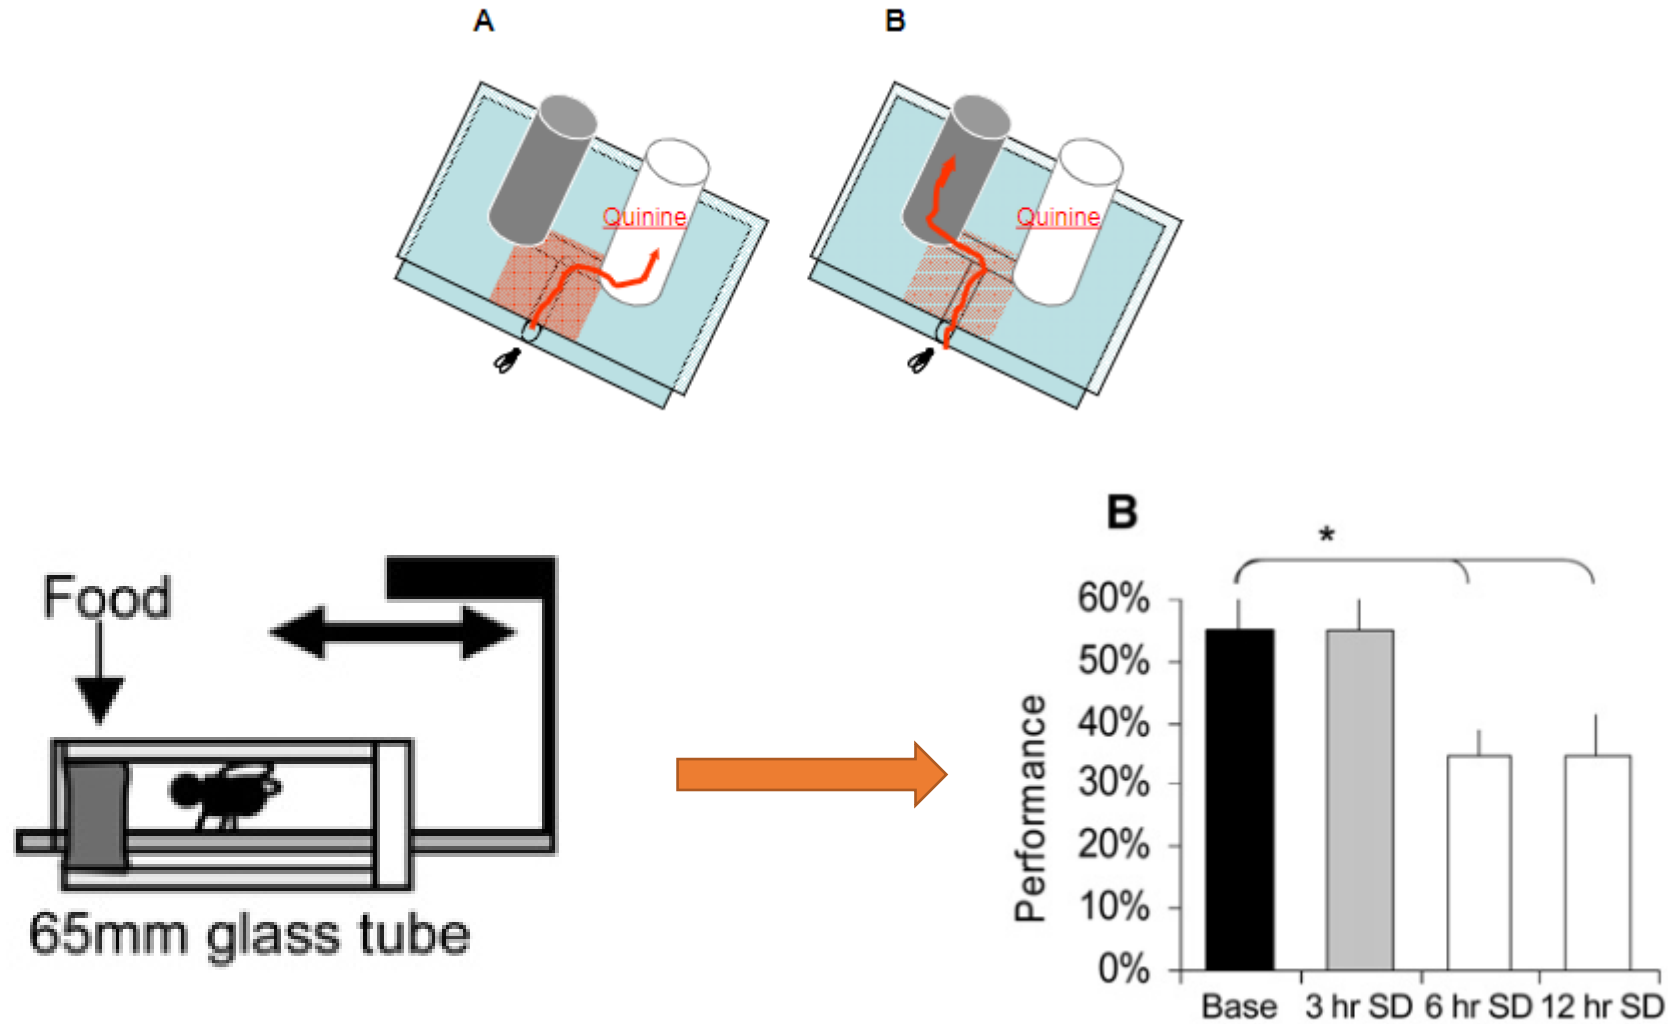 A
B
Quinine
Quinine
Food
65mm glass tube
B
*
60%
50%
40%
30%
20%
10%
0%
Performance
Base 3 hr SD 6 hr SD 12 hr SD